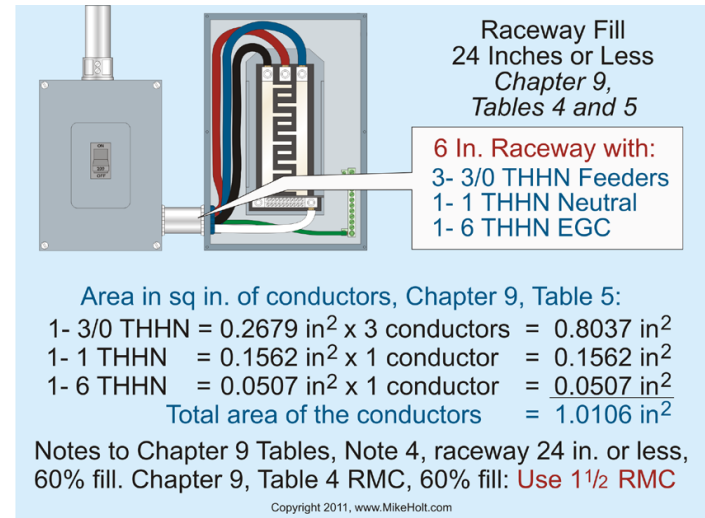 Raceway Fill
24 Inches or Less
Chapter 9,
Tables 4 and 5
6 In. Raceway with:
3- 3/0 THHN Feeders
1- 1 THHN Neutral
1- 6 THHN EGC
ON
OFF
Area in sq in. of conductors, Chapter 9, Table 5:
1- 3/0 THHN = 0.2679 in² x 3 conductors = 0.8037 in²
1- 1 THHN = 0.1562 in² x 1 conductor = 0.1562 in²
1- 6 THHN = 0.0507 in² x 1 conductor = 0.0507 in²
Total area of the conductors = 1.0106 in²
Notes to Chapter 9 Tables, Note 4, raceway 24 in. or less,
60% fill. Chapter 9, Table 4 RMC, 60% fill: Use 1½ RMC
Copyright 2011, www.MikeHolt.com